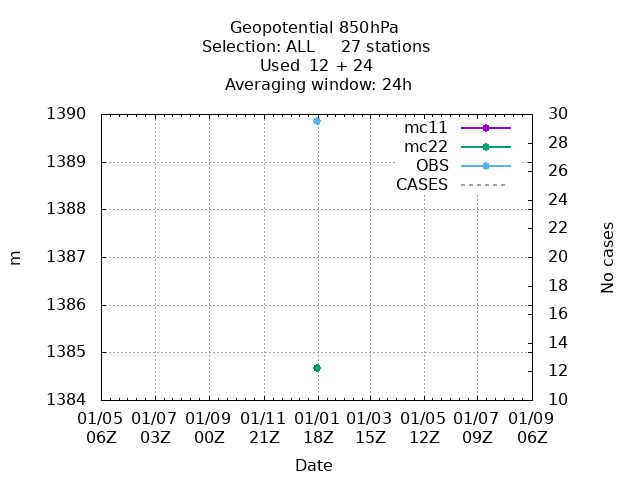 Geopotential 850hPa
Selection: ALL     27 stations
Used  12 + 24
Averaging window: 24h
1390
1389
1388
1387
1386
1385
1384
m
mc11
mc22
OBS
CASES
30
28
26
24
22
20
18
16
14
12
10
No cases
01/05 01/07 01/09 01/11 01/01 01/03 01/05 01/07 01/09
06Z 03Z 00Z 21Z 18Z 15Z 12Z 09Z 06Z
Date